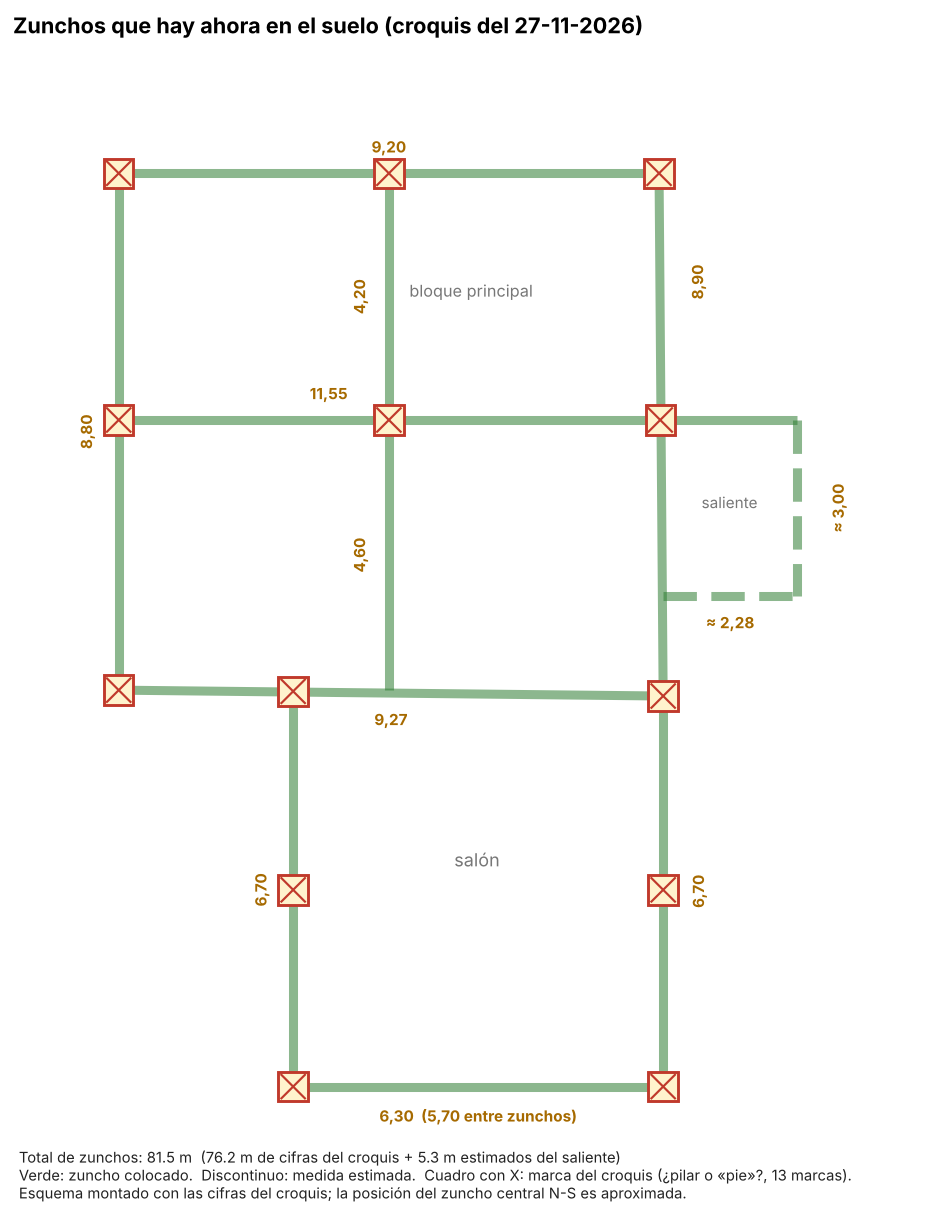 Zunchos que hay ahora en el suelo (croquis del 27-11-2026)
9,20
8,90
4,20
bloque principal
11,55
8,80
≈ 3,00
saliente
4,60
≈ 2,28
9,27
salón
6,70
6,70
6,30 (5,70 entre zunchos)
Total de zunchos: 81.5 m (76.2 m de cifras del croquis + 5.3 m estimados del saliente)
Verde: zuncho colocado. Discontinuo: medida estimada. Cuadro con X: marca del croquis (¿pilar o «pie»?, 13 marcas).
Esquema montado con las cifras del croquis; la posición del zuncho central N-S es aproximada.